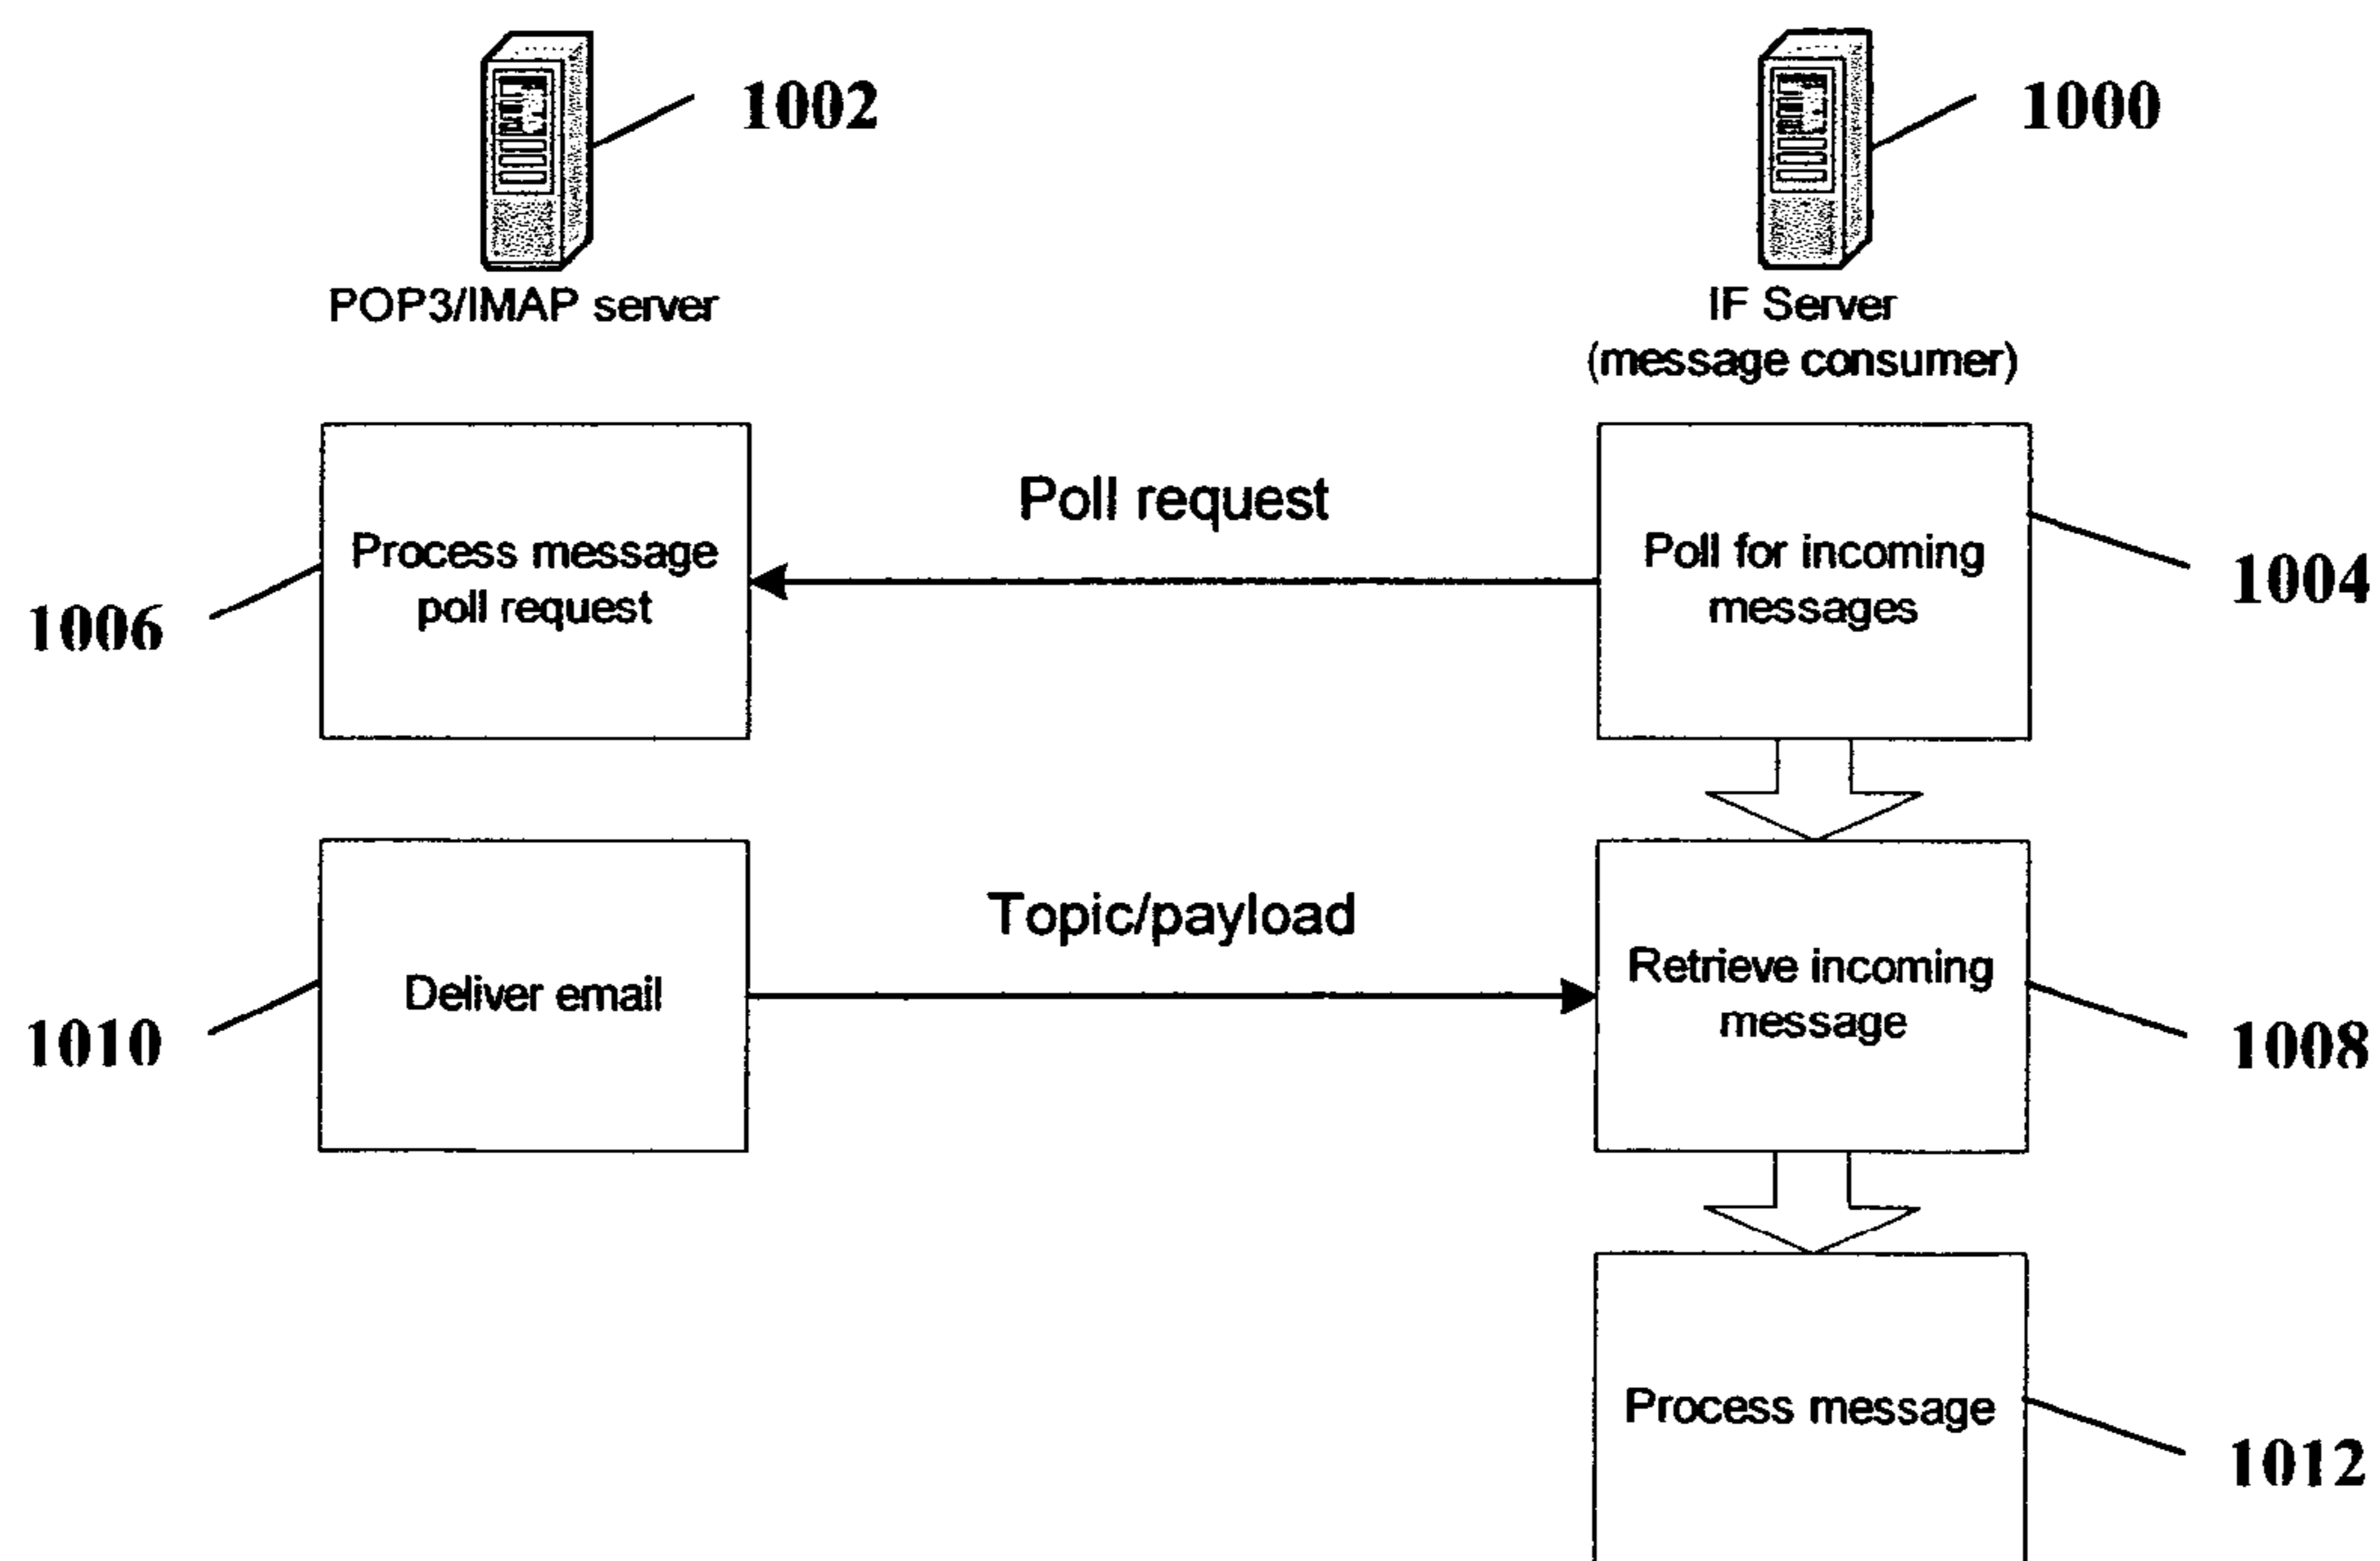 1002
1000
POP3/IMAP server
IF Server
(message consumer)
Poll request
Process message
poll request
Poll for incoming
messages
1006
1004
Topic/payload
Deliver email
Retrieve incoming
message
1010
1008
Process message
1012